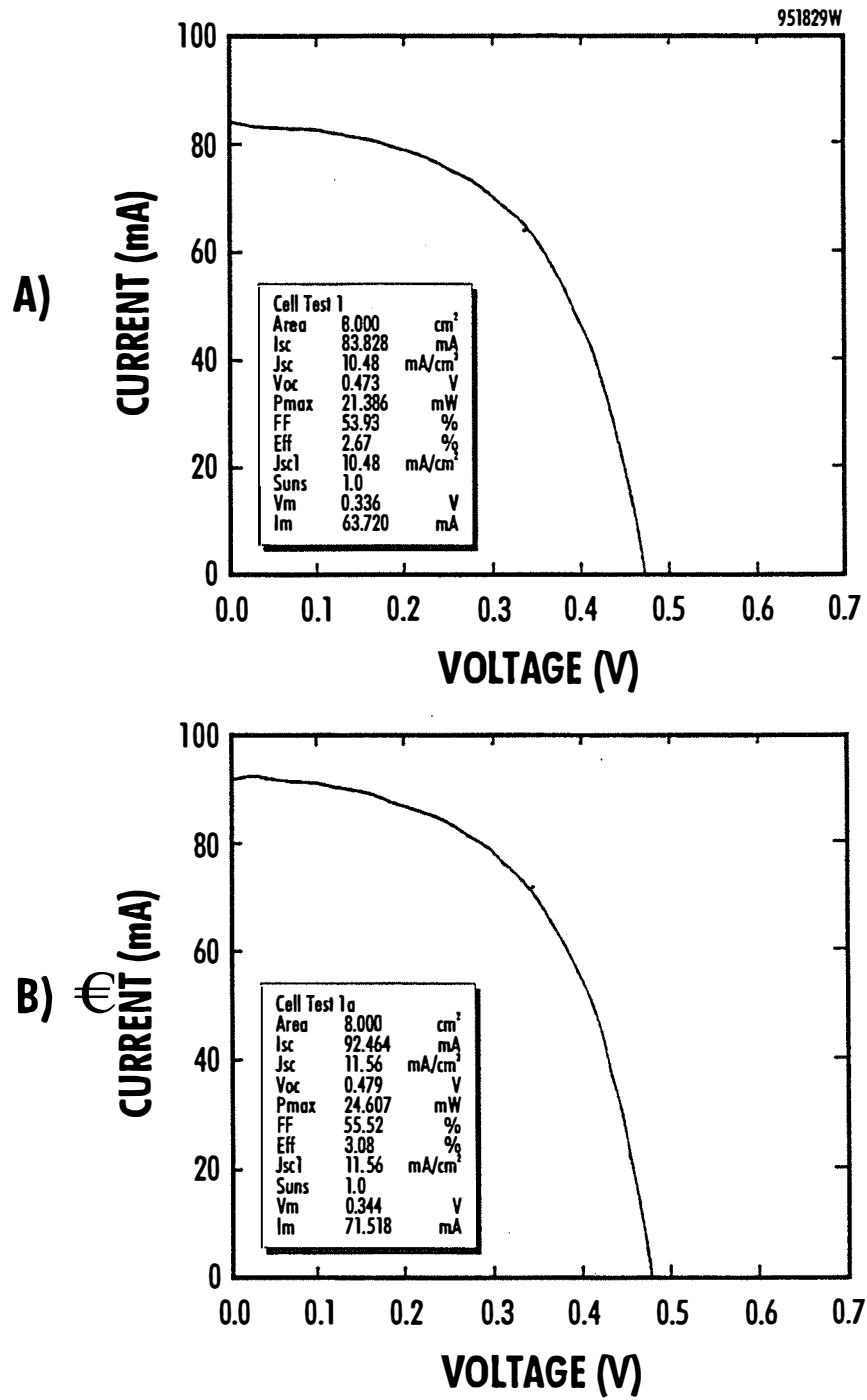 951829W
A)
CURRENT (mA)
100
80
60
40
20
0
Cell Test 1
Area 8.000 cm²
Isc 83.828 mA
Jsc 10.48 mA/cm²
Voc 0.473 V
Pmax 21.386 mW
FF 53.93 %
Eff 2.67 %
Jsc1 10.48 mA/cm²
Suns 1.0
Vm 0.336 V
Im 63.720 mA
0.0 0.1 0.2 0.3 0.4 0.5 0.6 0.7
VOLTAGE (V)
B) €
CURRENT (mA)
100
80
60
40
20
0
Cell Test 1a
Area 8.000 cm²
Isc 92.464 mA
Jsc 11.56 mA/cm²
Voc 0.479 V
Pmax 24.607 mW
FF 55.52 %
Eff 3.08 %
Jsc1 11.56 mA/cm²
Suns 1.0
Vm 0.344 V
Im 71.518 mA
0.0 0.1 0.2 0.3 0.4 0.5 0.6 0.7
VOLTAGE (V)